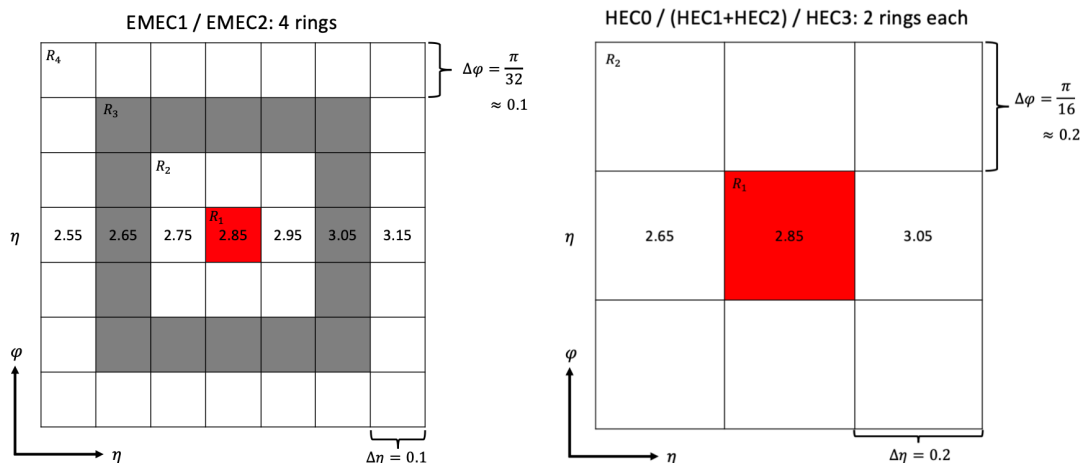 EMEC1 / EMEC2: 4 rings
R₄
Δφ = π/32
≈ 0.1
R₃
R₂
R₁
η
2.55 2.65 2.75 2.85 2.95 3.05 3.15
φ
η
Δη = 0.1
HEC0 / (HEC1+HEC2) / HEC3: 2 rings each
R₂
Δφ = π/16
≈ 0.2
R₁
η
2.65 2.85 3.05
φ
η
Δη = 0.2